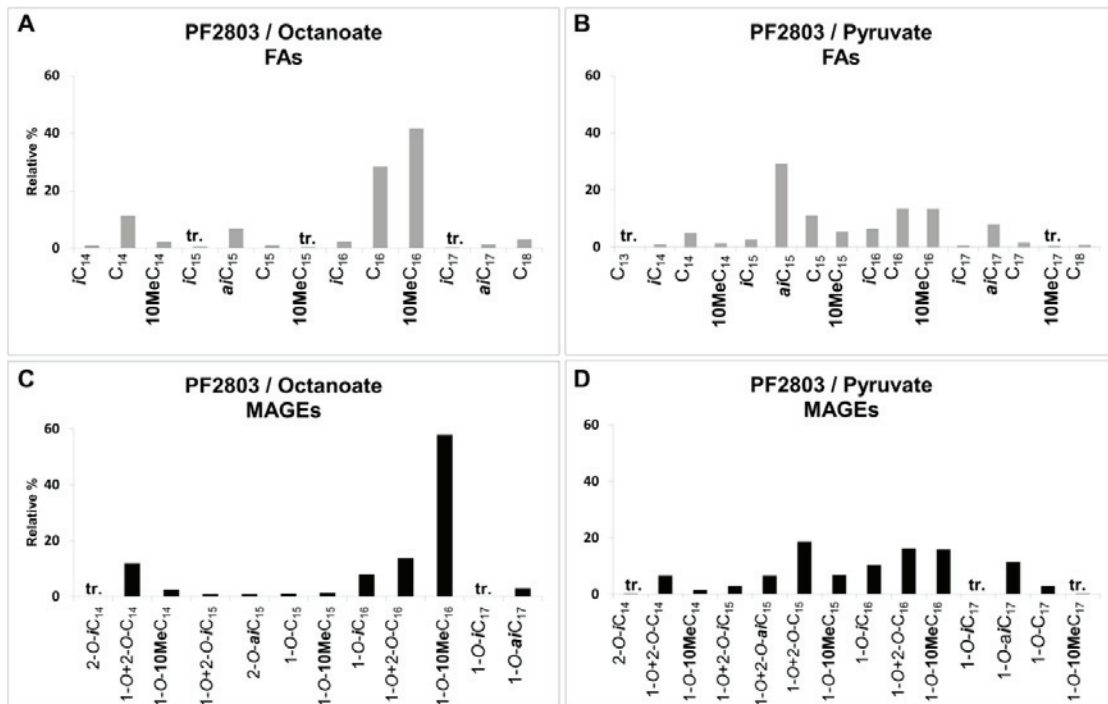 A
PF2803 / Octanoate
FAs
60
40
20
0
Relative %
tr.
tr.
tr.
iC14
C14
10MeC14
iC15
aiC15
C15
10MeC15
iC16
C16
10MeC16
iC17
aiC17
C18
B
PF2803 / Pyruvate
FAs
60
40
20
0
tr.
tr.
C13
iC14
C14
10MeC14
iC15
aiC15
C15
10MeC15
iC16
C16
10MeC16
iC17
aiC17
C17
10MeC17
C18
C
PF2803 / Octanoate
MAGEs
60
40
20
0
Relative %
tr.
tr.
2-O-iC14
1-O+2-O-C14
1-O-10MeC14
1-O+2-O-iC15
2-O-aiC15
1-O-C15
1-O-10MeC15
1-O-iC16
1-O+2-O-C16
1-O-10MeC16
1-O-iC17
1-O-aiC17
D
PF2803 / Pyruvate
MAGEs
60
40
20
0
tr.
tr.
tr.
2-O-iC14
1-O+2-O-C14
1-O-10MeC14
1-O+2-O-iC15
1-O+2-O-aiC15
1-O+2-O-C15
1-O-10MeC15
1-O-iC16
1-O+2-O-C16
1-O-10MeC16
1-O-iC17
1-O-aiC17
1-O-C17
1-O-10MeC17